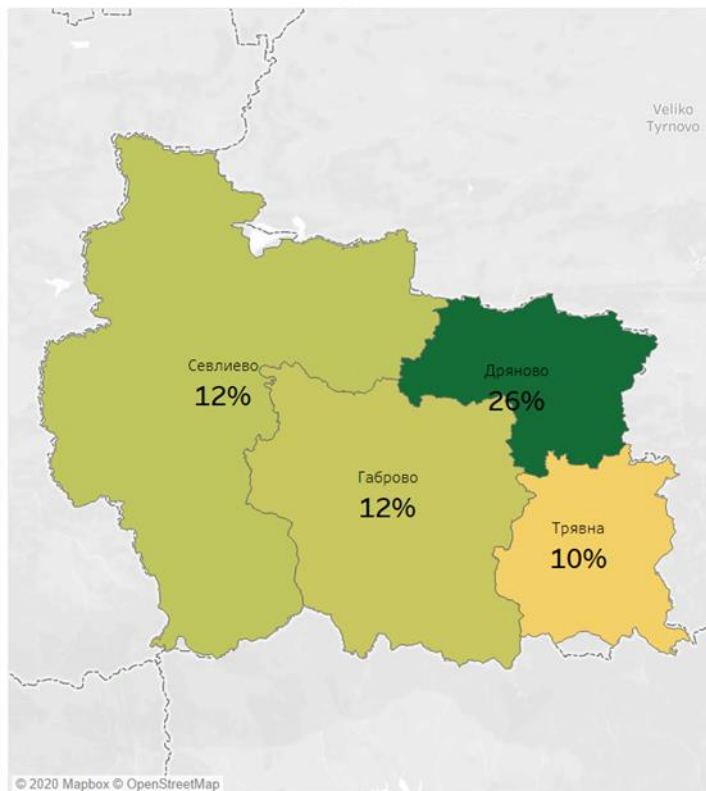 Veliko
Tyrnovo
Севлиево
12%
Дряново
26%
Габрово
12%
Трявна
10%
© 2020 Mapbox © OpenStreetMap